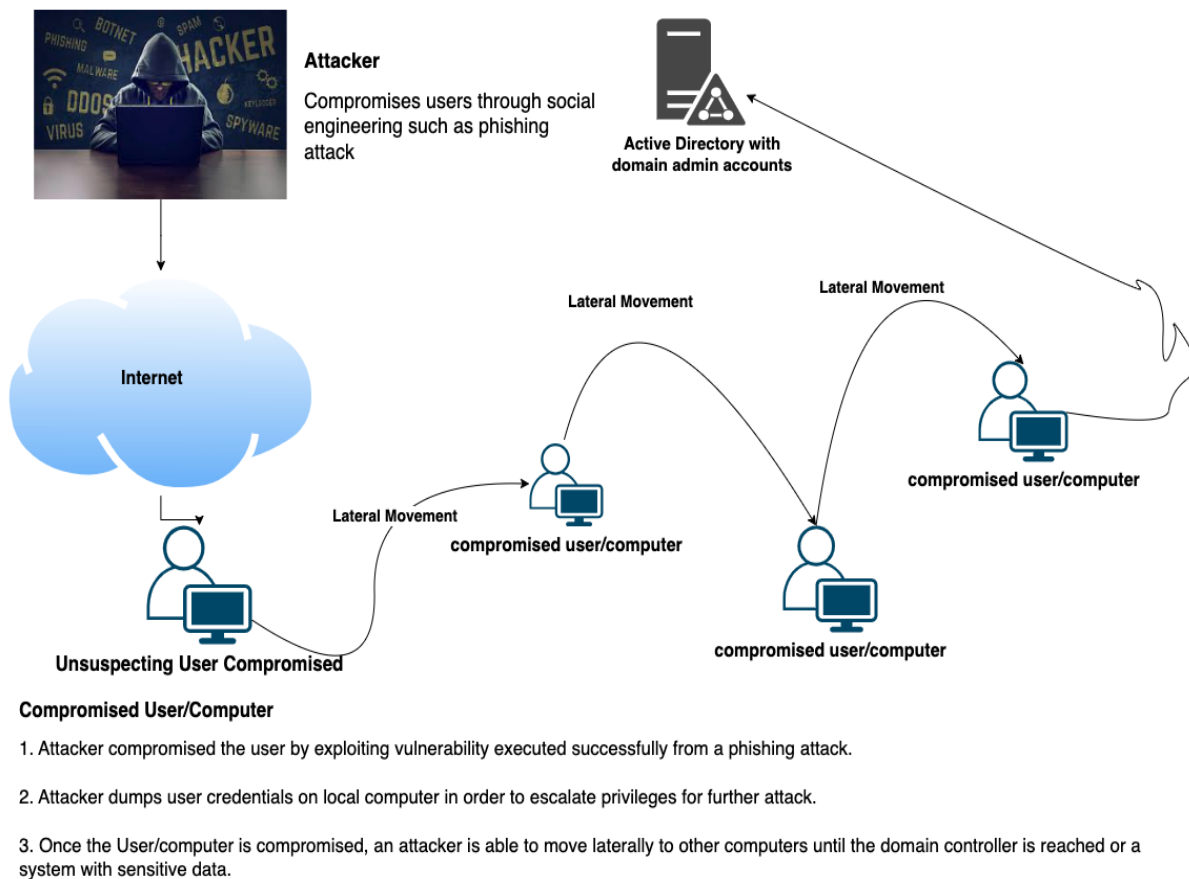 PHISHING
BOTNET
SPAM
HACKER
MALWARE
DDOS
KEYLOGGER
VIRUS
SPYWARE
Attacker
Compromises users through social
engineering such as phishing
attack
Active Directory with
domain admin accounts
Internet
Lateral Movement
Lateral Movement
Lateral Movement
compromised user/computer
compromised user/computer
compromised user/computer
Unsuspecting User Compromised
Compromised User/Computer
1. Attacker compromised the user by exploiting vulnerability executed successfully from a phishing attack.
2. Attacker dumps user credentials on local computer in order to escalate privileges for further attack.
3. Once the User/computer is compromised, an attacker is able to move laterally to other computers until the domain controller is reached or a
system with sensitive data.